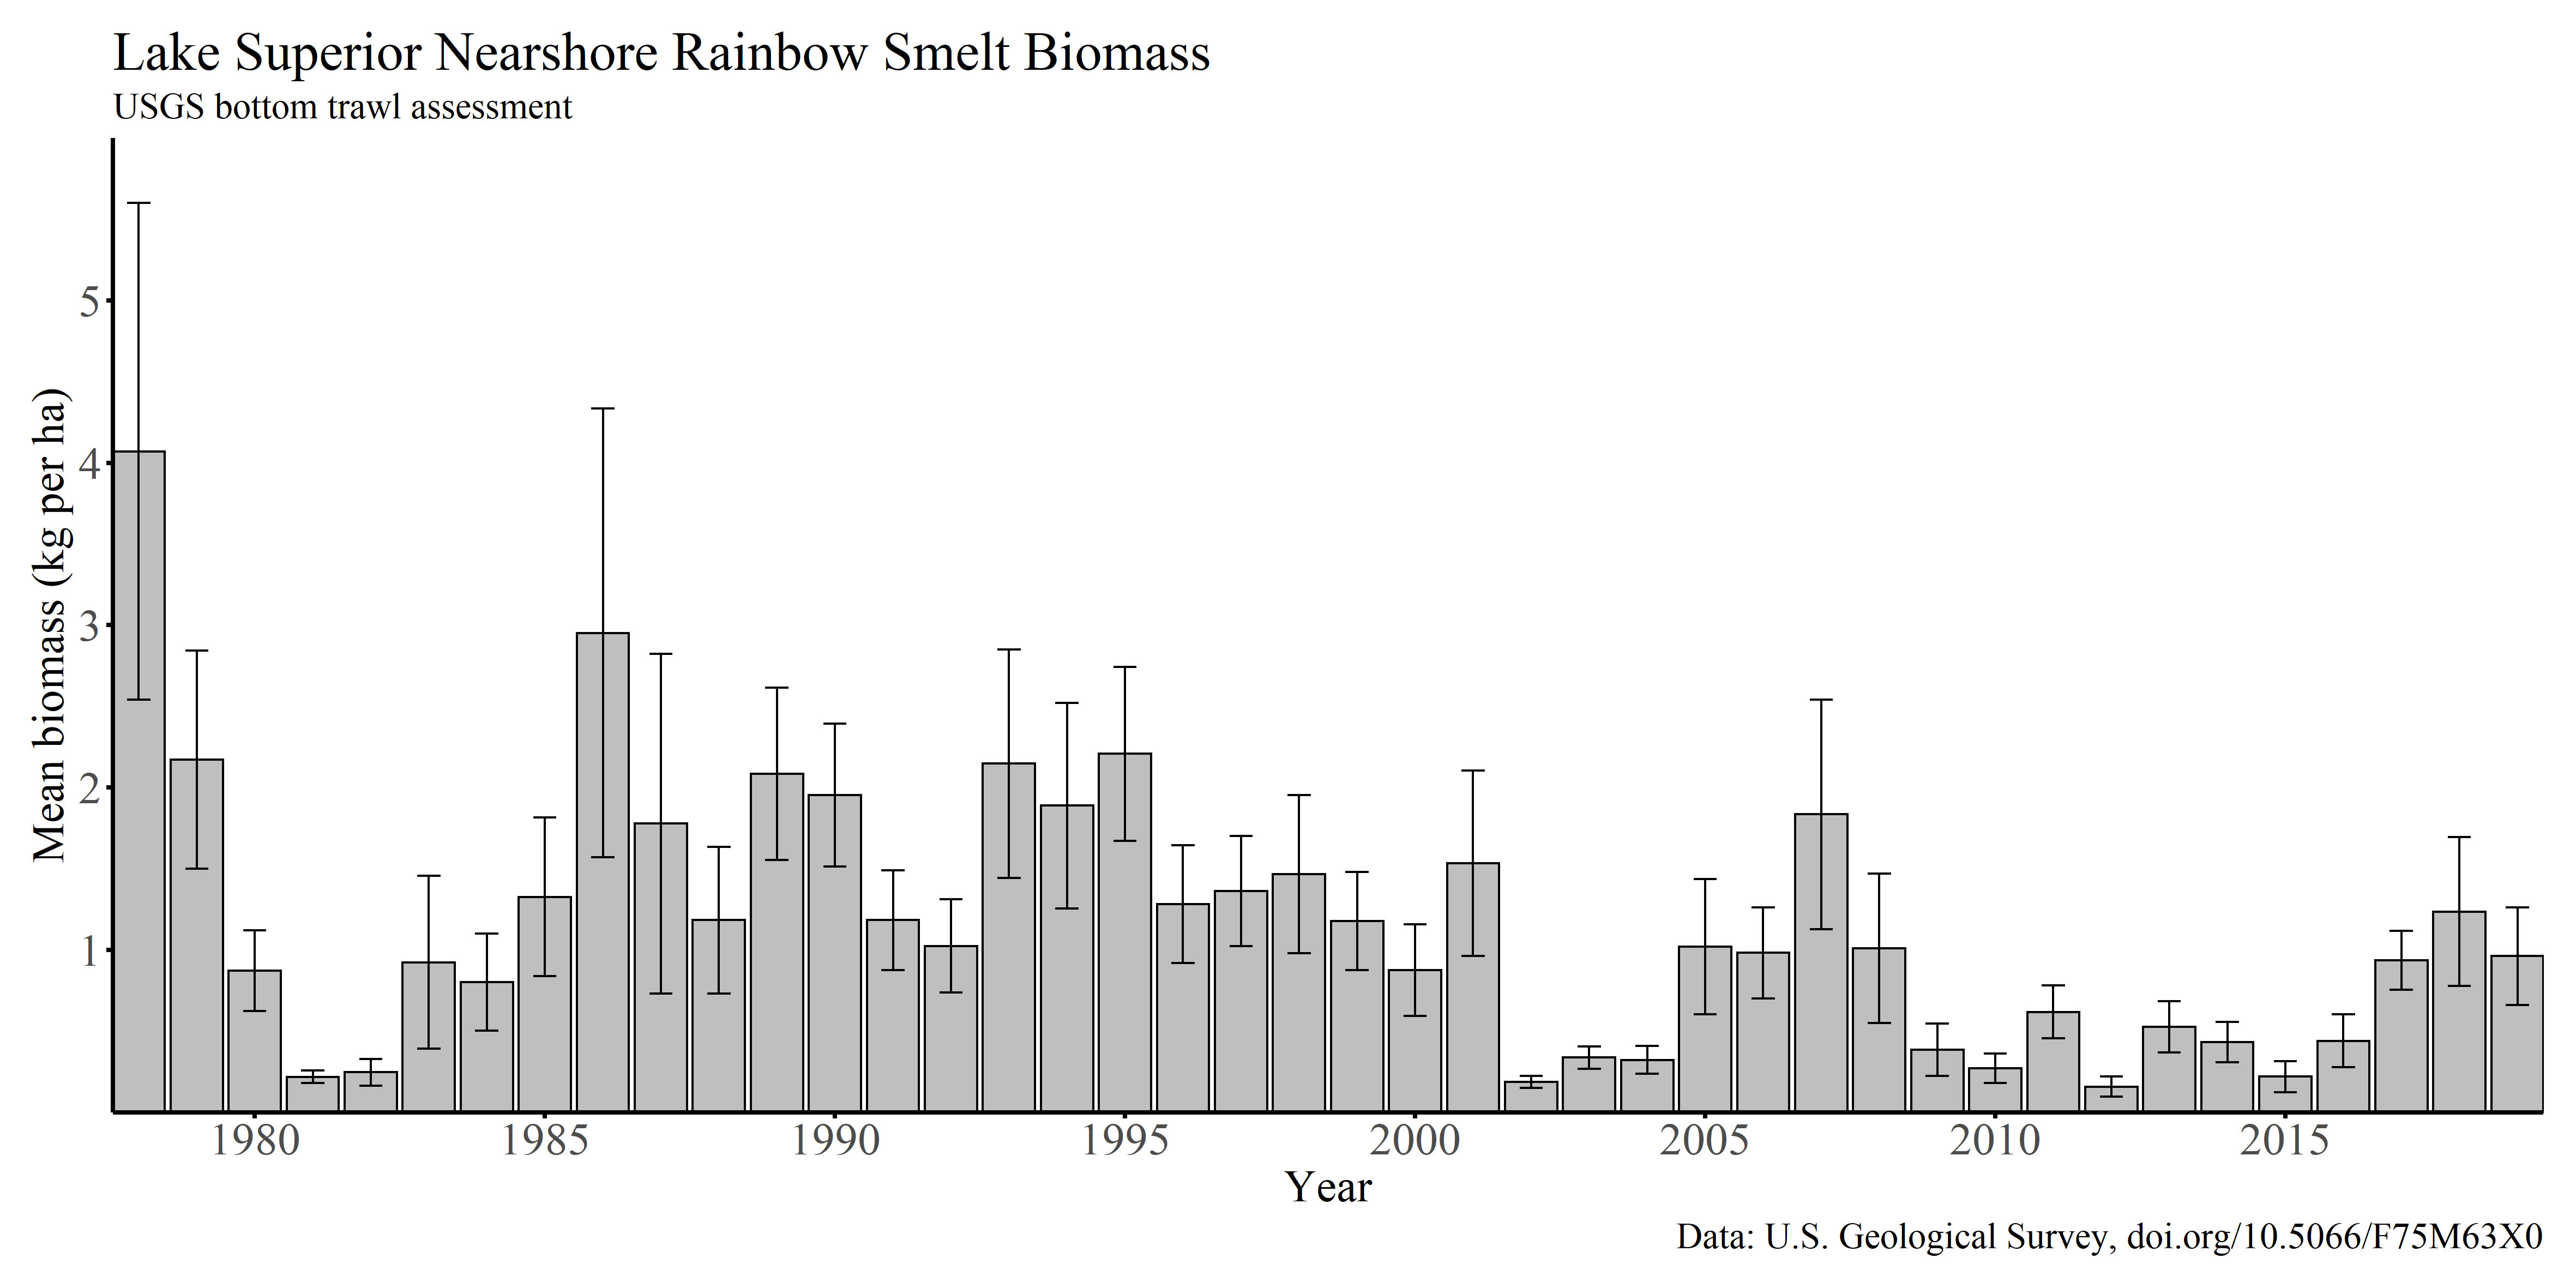 Lake Superior Nearshore Rainbow Smelt Biomass
USGS bottom trawl assessment
Mean biomass (kg per ha)
5
4
3
2
1
1980 1985 1990 1995 2000 2005 2010 2015
Year
Data: U.S. Geological Survey, doi.org/10.5066/F75M63X0